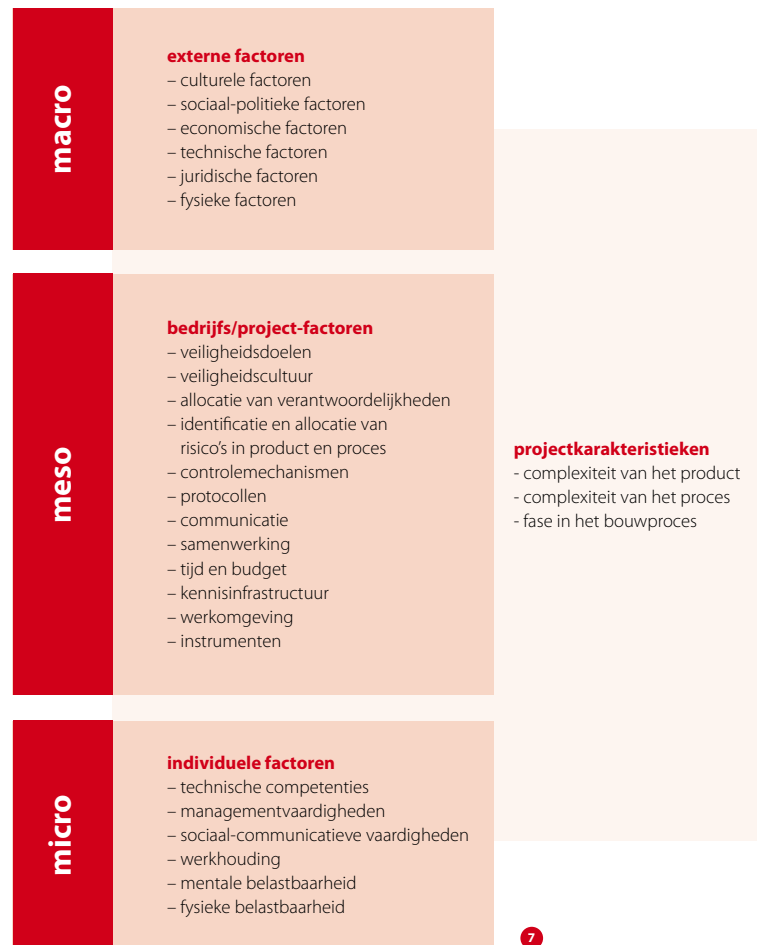 macro
externe factoren
– culturele factoren
– sociaal-politieke factoren
– economische factoren
– technische factoren
– juridische factoren
– fysieke factoren
meso
bedrijfs/project-factoren
– veiligheidsdoelen
– veiligheidscultuur
– allocatie van verantwoordelijkheden
– identificatie en allocatie van
risico's in product en proces
– controlemechanismen
– protocollen
– communicatie
– samenwerking
– tijd en budget
– kennisinfrastructuur
– werkomgeving
– instrumenten
projectkarakteristieken
- complexiteit van het product
- complexiteit van het proces
- fase in het bouwproces
micro
individuele factoren
– technische competenties
– managementvaardigheden
– sociaal-communicatieve vaardigheden
– werkhouding
– mentale belastbaarheid
– fysieke belastbaarheid
7